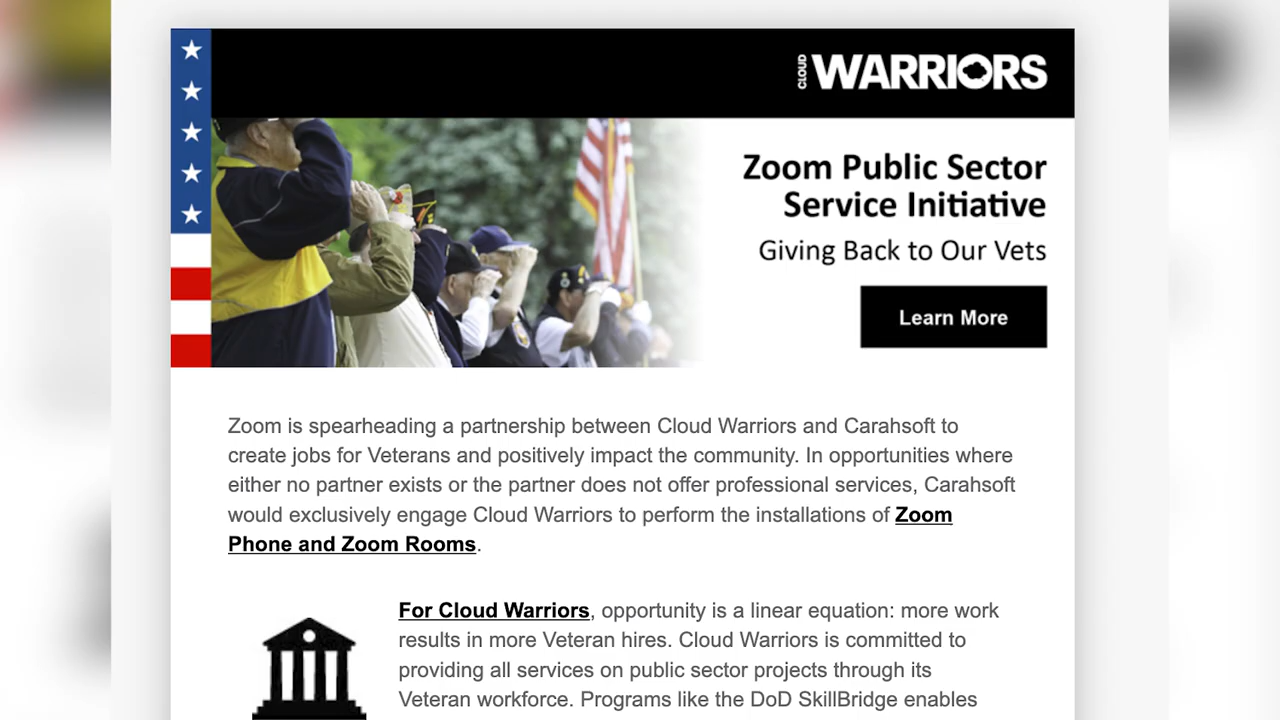 CLOUD WARRIORS
Zoom Public Sector
Service Initiative
Giving Back to Our Vets
Learn More
Zoom is spearheading a partnership between Cloud Warriors and Carahsoft to
create jobs for Veterans and positively impact the community. In opportunities where
either no partner exists or the partner does not offer professional services, Carahsoft
would exclusively engage Cloud Warriors to perform the installations of Zoom
Phone and Zoom Rooms.
For Cloud Warriors, opportunity is a linear equation: more work
results in more Veteran hires. Cloud Warriors is committed to
providing all services on public sector projects through its
Veteran workforce. Programs like the DoD SkillBridge enables